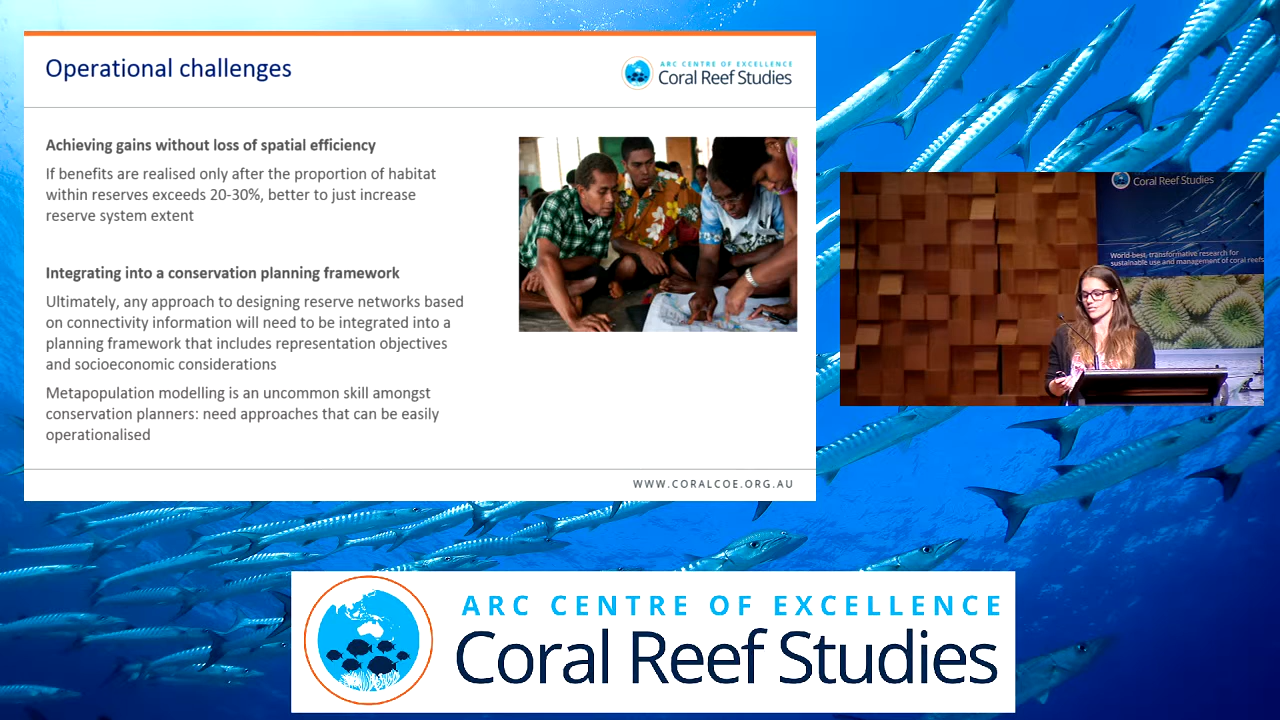 Operational challenges
ARC CENTRE OF EXCELLENCE
Coral Reef Studies
Achieving gains without loss of spatial efficiency
If benefits are realised only after the proportion of habitat
within reserves exceeds 20-30%, better to just increase
reserve system extent
Integrating into a conservation planning framework
Ultimately, any approach to designing reserve networks based
on connectivity information will need to be integrated into a
planning framework that includes representation objectives
and socioeconomic considerations
Metapopulation modelling is an uncommon skill amongst
conservation planners: need approaches that can be easily
operationalised
WWW.CORALCOE.ORG.AU
Coral Reef Studies
World-best, transformative research for
sustainable use and management of coral reefs
ARC CENTRE OF EXCELLENCE
Coral Reef Studies